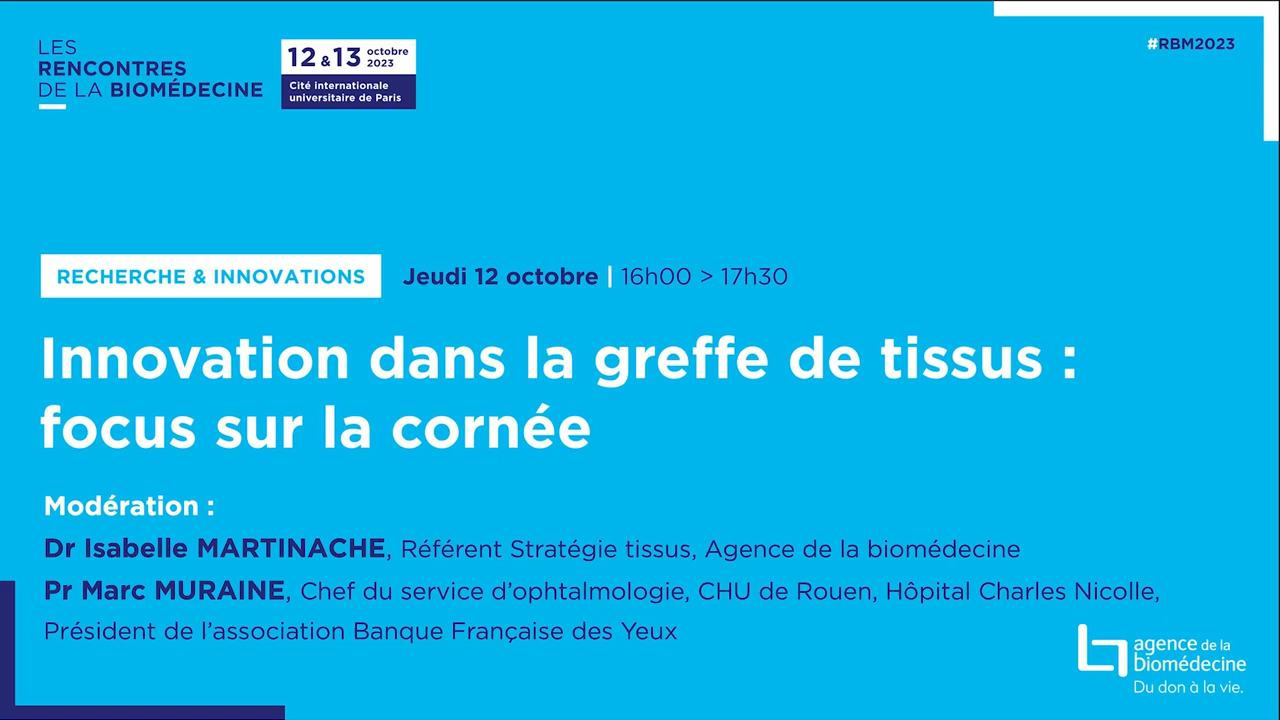 LES
RENCONTRES
DE LA BIOMÉDECINE
12 & 13 octobre 2023
Cité internationale
universitaire de Paris
#RBM2023
RECHERCHE & INNOVATIONS
Jeudi 12 octobre | 16h00 > 17h30
Innovation dans la greffe de tissus :
focus sur la cornée
Modération :
Dr Isabelle MARTINACHE, Référent Stratégie tissus, Agence de la biomédecine
Pr Marc MURAINE, Chef du service d’ophtalmologie, CHU de Rouen, Hôpital Charles Nicolle,
Président de l’association Banque Française des Yeux
agence de la
biomédecine
Du don à la vie.